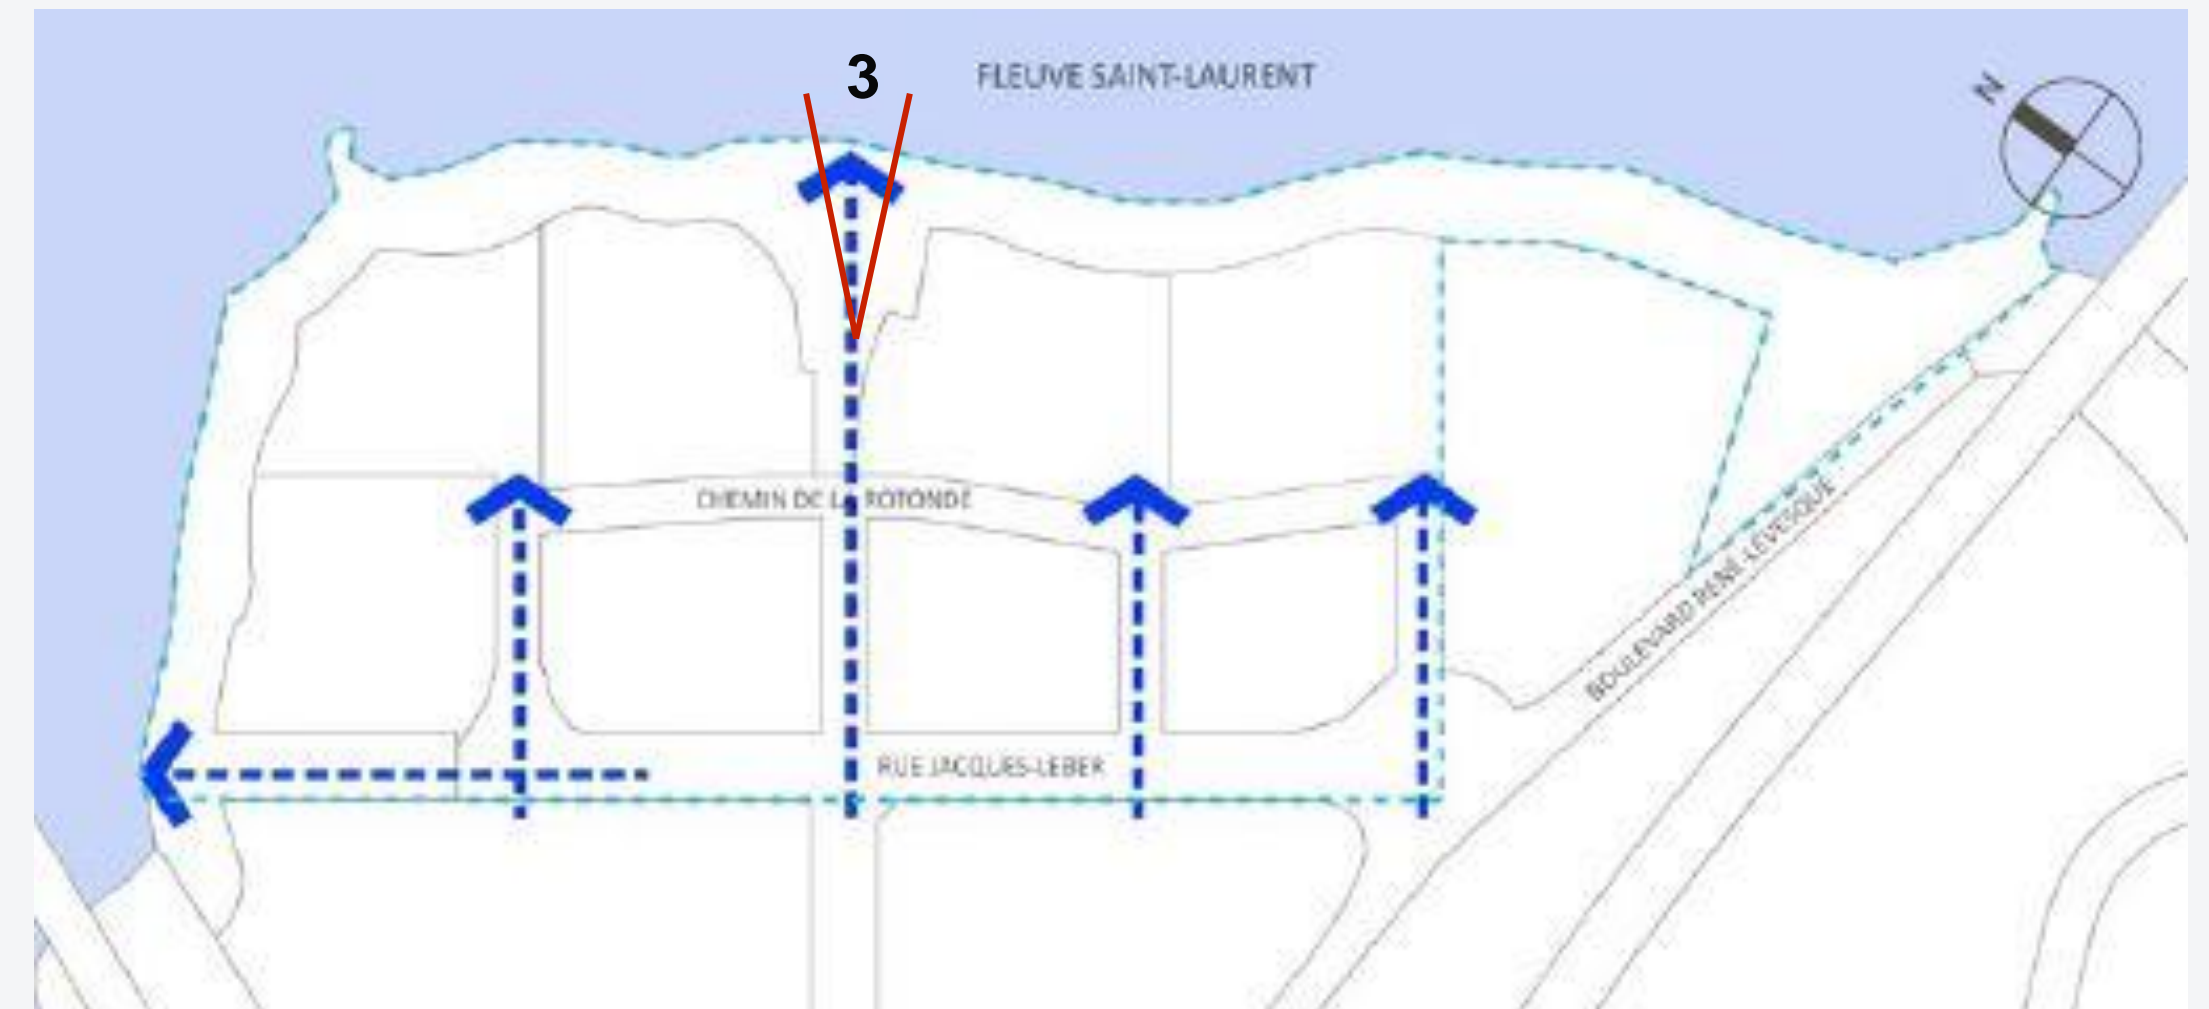 3
FLEUVE SAINT-LAURENT
N
CHEMIN DE LA ROTONDE
BOULEVARD RENÉ-LÉVESQUE
RUE JACQUES-LEBER